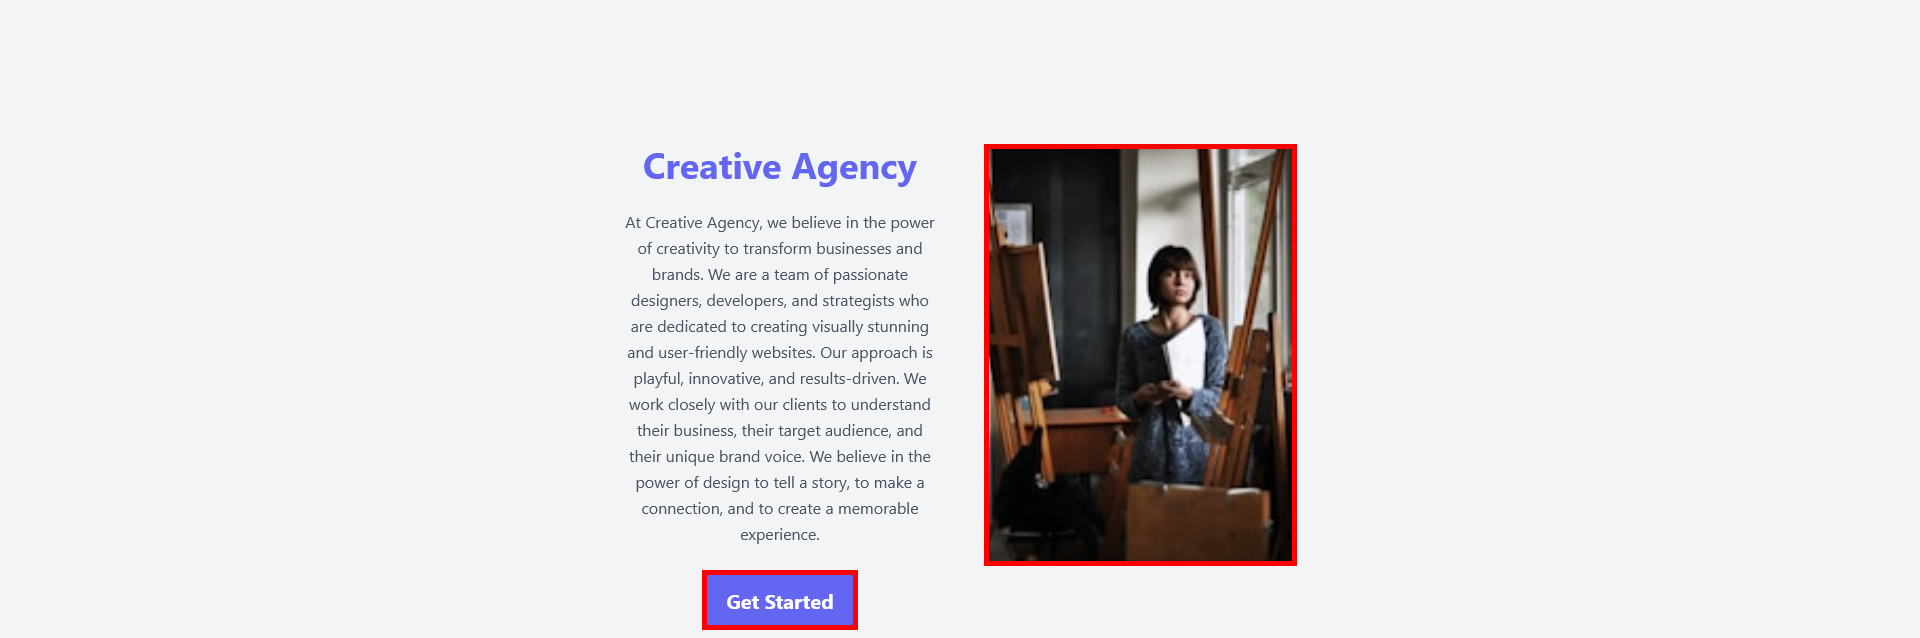 Creative Agency
At Creative Agency, we believe in the power
of creativity to transform businesses and
brands. We are a team of passionate
designers, developers, and strategists who
are dedicated to creating visually stunning
and user-friendly websites. Our approach is
playful, innovative, and results-driven. We
work closely with our clients to understand
their business, their target audience, and
their unique brand voice. We believe in the
power of design to tell a story, to make a
connection, and to create a memorable
experience.
Get Started